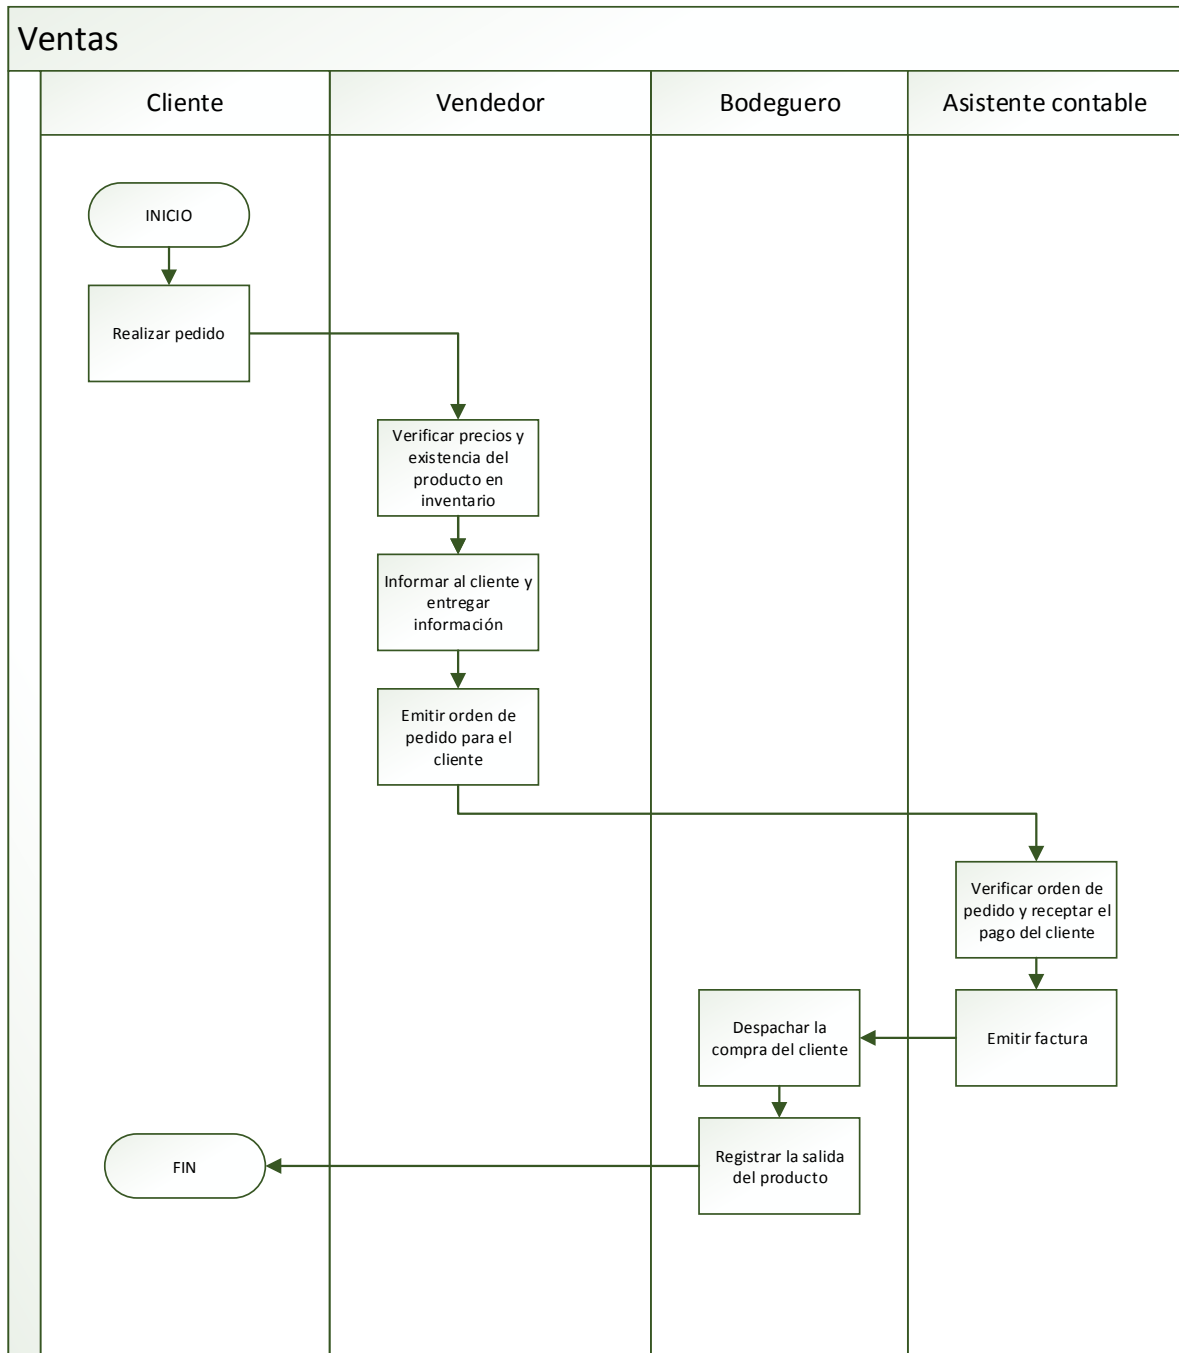 Ventas
Cliente
Vendedor
Bodeguero
Asistente contable
INICIO
Realizar pedido
Verificar precios y
existencia del
producto en
inventario
Informar al cliente y
entregar
información
Emitir orden de
pedido para el
cliente
Verificar orden de
pedido y receptar el
pago del cliente
Emitir factura
Despachar la
compra del cliente
Registrar la salida
del producto
FIN